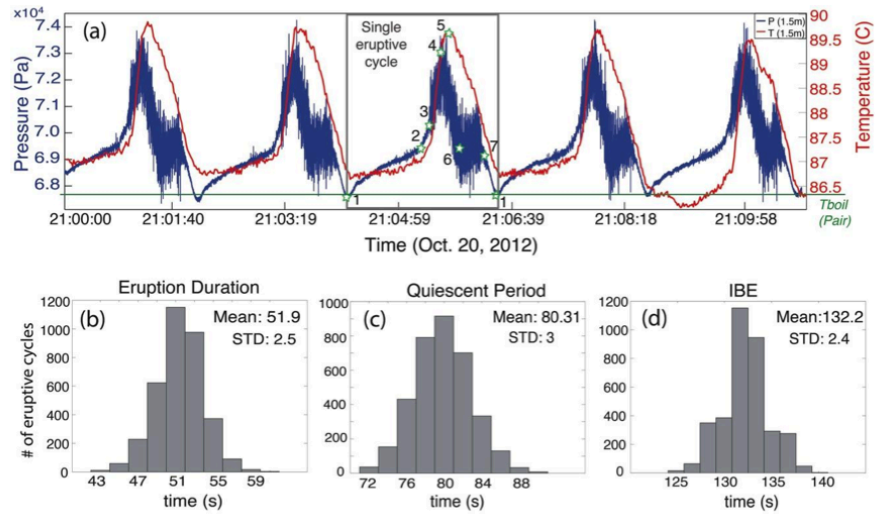 x10⁴
7.4
7.3
7.2
7.1
7.0
6.9
6.8
Pressure (Pa)
(a)
Single
eruptive
cycle
1
2
3
4
5
6
7
1
P (1.5m)
T (1.5m)
90
89.5
89
88.5
88
87.5
87
86.5
Temperature (C)
Tboil
(Pair)
21:00:00
21:01:40
21:03:19
21:04:59
21:06:39
21:08:18
21:09:58
Time (Oct. 20, 2012)
Eruption Duration
(b)
Mean: 51.9
STD: 2.5
1200
1000
800
600
400
200
0
# of eruptive cycles
43 47 51 55 59
time (s)
Quiescent Period
(c)
Mean: 80.31
STD: 3
1000
800
600
400
200
0
72 76 80 84 88
time (s)
IBE
(d)
Mean:132.2
STD: 2.4
1200
1000
800
600
400
200
0
125 130 135 140
time (s)